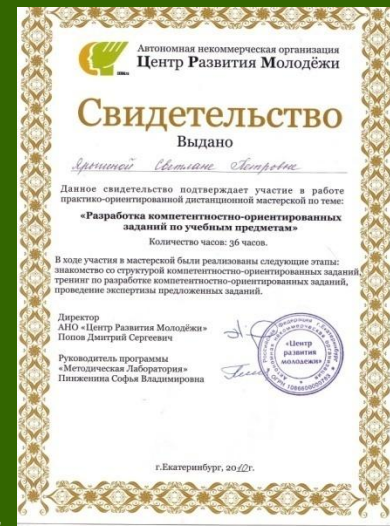 Автономная некоммерческая организация
Центр Развития Молодёжи
Свидетельство
Выдано
Светлане Петровне
Данное свидетельство подтверждает участие в работе
практико-ориентированной дистанционной мастерской по теме:
«Разработка компетентностно-ориентированных
заданий по учебным предметам»
Количество часов: 36 часов.
В ходе участия в мастерской были реализованы следующие этапы:
знакомство со структурой компетентностно-ориентированных заданий,
тренинг по разработке компетентностно-ориентированных заданий,
проведение экспертизы предложенных заданий.
Директор
АНО «Центр Развития Молодёжи»
Попов Дмитрий Сергеевич
Руководитель программы
«Методическая Лаборатория»
Пинженина Софья Владимировна
«Центр
развития
молодежи»
г.Екатеринбург, 2012г.